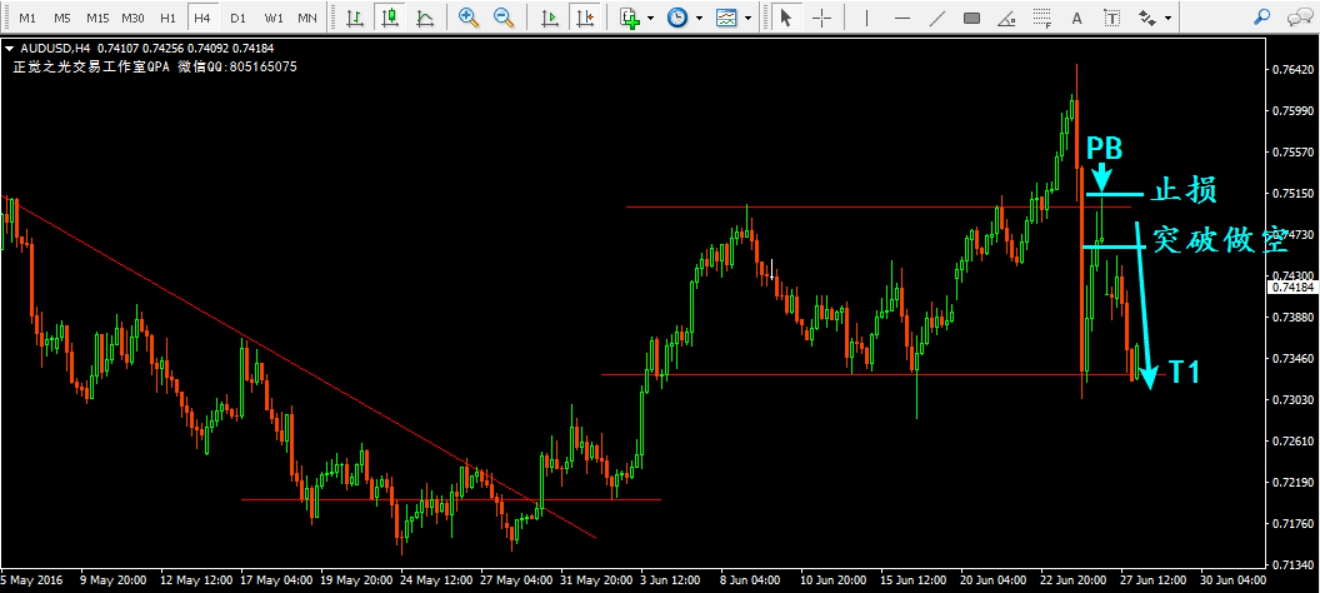 M1 M5 M15 M30 H1 H4 D1 W1 MN
A T
AUDUSD,H4 0.74107 0.74256 0.74092 0.74184
正觉之光交易工作室QPA 微信QQ:805165075
0.76420
0.75990
0.75570
PB
0.75150
止损
0.74730
突破做空
0.74300
0.74184
0.73880
0.73460
T1
0.73030
0.72610
0.72190
0.71760
0.71340
5 May 2016 9 May 20:00 12 May 12:00 17 May 04:00 19 May 20:00 24 May 12:00 27 May 04:00 31 May 20:00 3 Jun 12:00 8 Jun 04:00 10 Jun 20:00 15 Jun 12:00 20 Jun 04:00 22 Jun 20:00 27 Jun 12:00 30 Jun 04:00